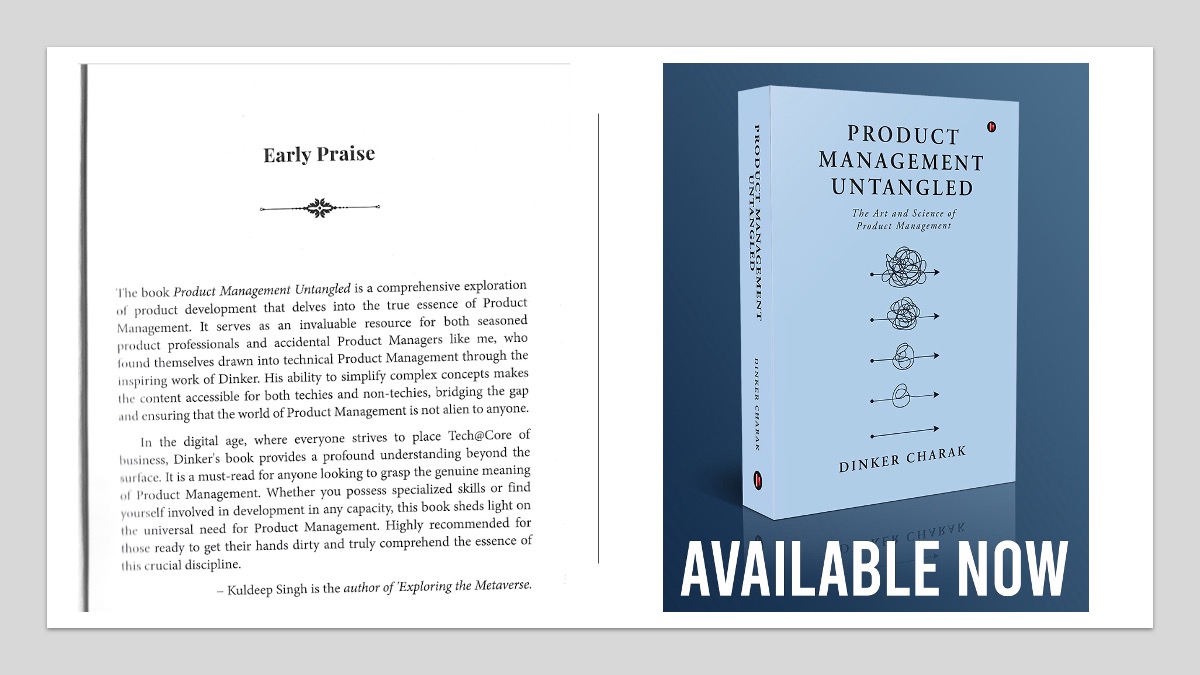 Early Praise
The book Product Management Untangled is a comprehensive exploration
of product development that delves into the true essence of Product
Management. It serves as an invaluable resource for both seasoned
product professionals and accidental Product Managers like me, who
found themselves drawn into technical Product Management through the
inspiring work of Dinker. His ability to simplify complex concepts makes
the content accessible for both techies and non-techies, bridging the gap
and ensuring that the world of Product Management is not alien to anyone.
In the digital age, where everyone strives to place Tech@Core of
business, Dinker's book provides a profound understanding beyond the
surface. It is a must-read for anyone looking to grasp the genuine meaning
of Product Management. Whether you possess specialized skills or find
yourself involved in development in any capacity, this book sheds light on
the universal need for Product Management. Highly recommended for
those ready to get their hands dirty and truly comprehend the essence of
this crucial discipline.
– Kuldeep Singh is the author of 'Exploring the Metaverse.
PRODUCT MANAGEMENT
UNTANGLED
DINKER CHARAK
PRODUCT
MANAGEMENT
UNTANGLED
The Art and Science of
Product Management
DINKER CHARAK
DINKER CHARAK
AVAILABLE NOW